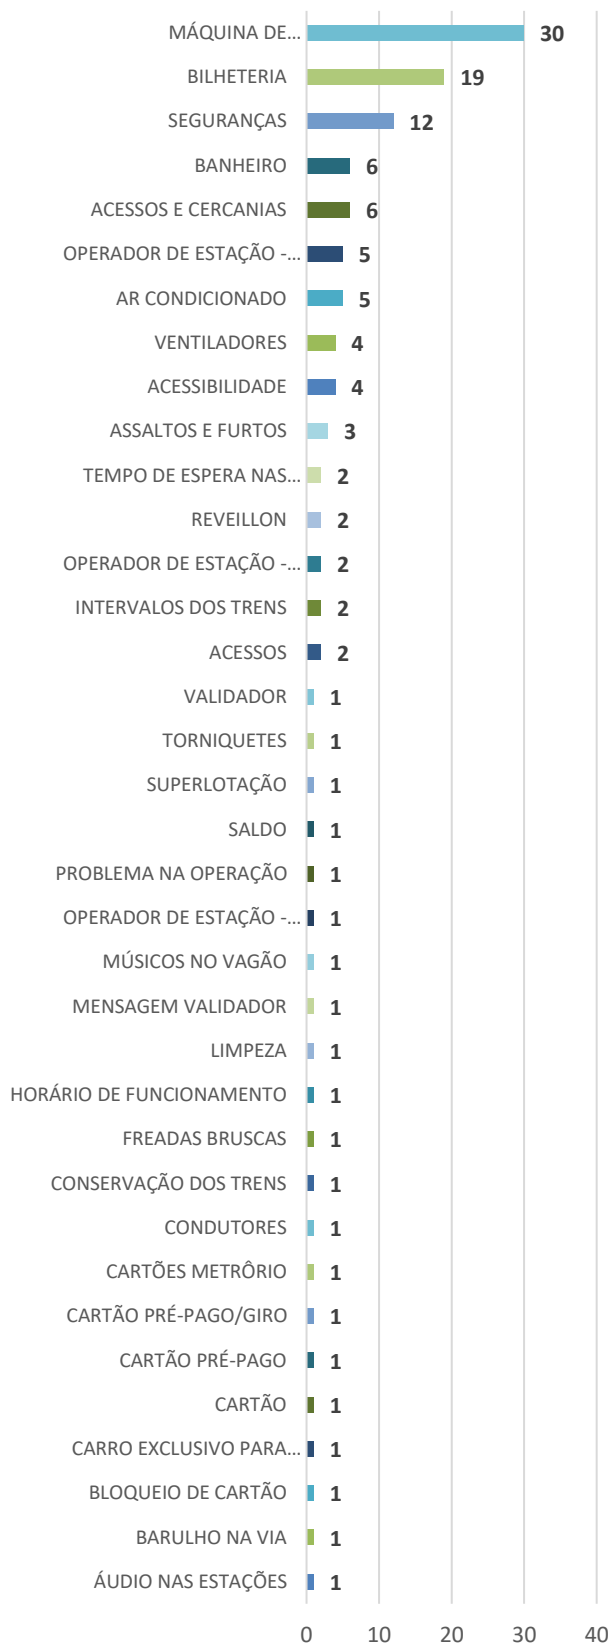 MÁQUINA DE... 30
BILHETERIA 19
SEGURANÇAS 12
BANHEIRO 6
ACESSOS E CERCANIAS 6
OPERADOR DE ESTAÇÃO -... 5
AR CONDICIONADO 5
VENTILADORES 4
ACESSIBILIDADE 4
ASSALTOS E FURTOS 3
TEMPO DE ESPERA NAS... 2
REVEILLON 2
OPERADOR DE ESTAÇÃO -... 2
INTERVALOS DOS TRENS 2
ACESSOS 2
VALIDADOR 1
TORNIQUETES 1
SUPERLOTAÇÃO 1
SALDO 1
PROBLEMA NA OPERAÇÃO 1
OPERADOR DE ESTAÇÃO -... 1
MÚSICOS NO VAGÃO 1
MENSAGEM VALIDADOR 1
LIMPEZA 1
HORÁRIO DE FUNCIONAMENTO 1
FREADAS BRUSCAS 1
CONSERVAÇÃO DOS TRENS 1
CONDUTORES 1
CARTÕES METRÔRIO 1
CARTÃO PRÉ-PAGO/GIRO 1
CARTÃO PRÉ-PAGO 1
CARTÃO 1
CARRO EXCLUSIVO PARA... 1
BLOQUEIO DE CARTÃO 1
BARULHO NA VIA 1
ÁUDIO NAS ESTAÇÕES 1
0 10 20 30 40